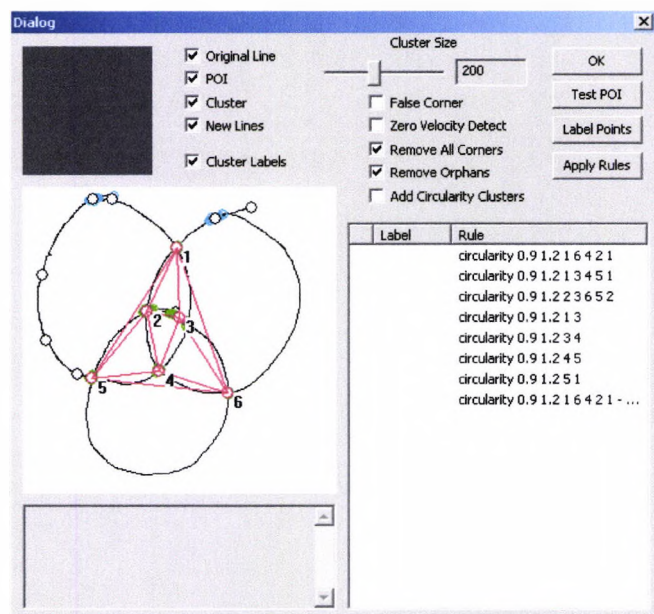 Dialog
Original Line
POI
Cluster
New Lines
Cluster Labels
Cluster Size
200
False Corner
Zero Velocity Detect
Remove All Corners
Remove Orphans
Add Circularity Clusters
OK
Test POI
Label Points
Apply Rules
1
2
3
4
5
6
Label Rule
circularity 0.9 1.2 1 6 4 2 1
circularity 0.9 1.2 1 3 4 5 1
circularity 0.9 1.2 2 3 6 5 2
circularity 0.9 1.2 1 3
circularity 0.9 1.2 3 4
circularity 0.9 1.2 4 5
circularity 0.9 1.2 5 1
circularity 0.9 1.2 1 6 4 2 1 - ...